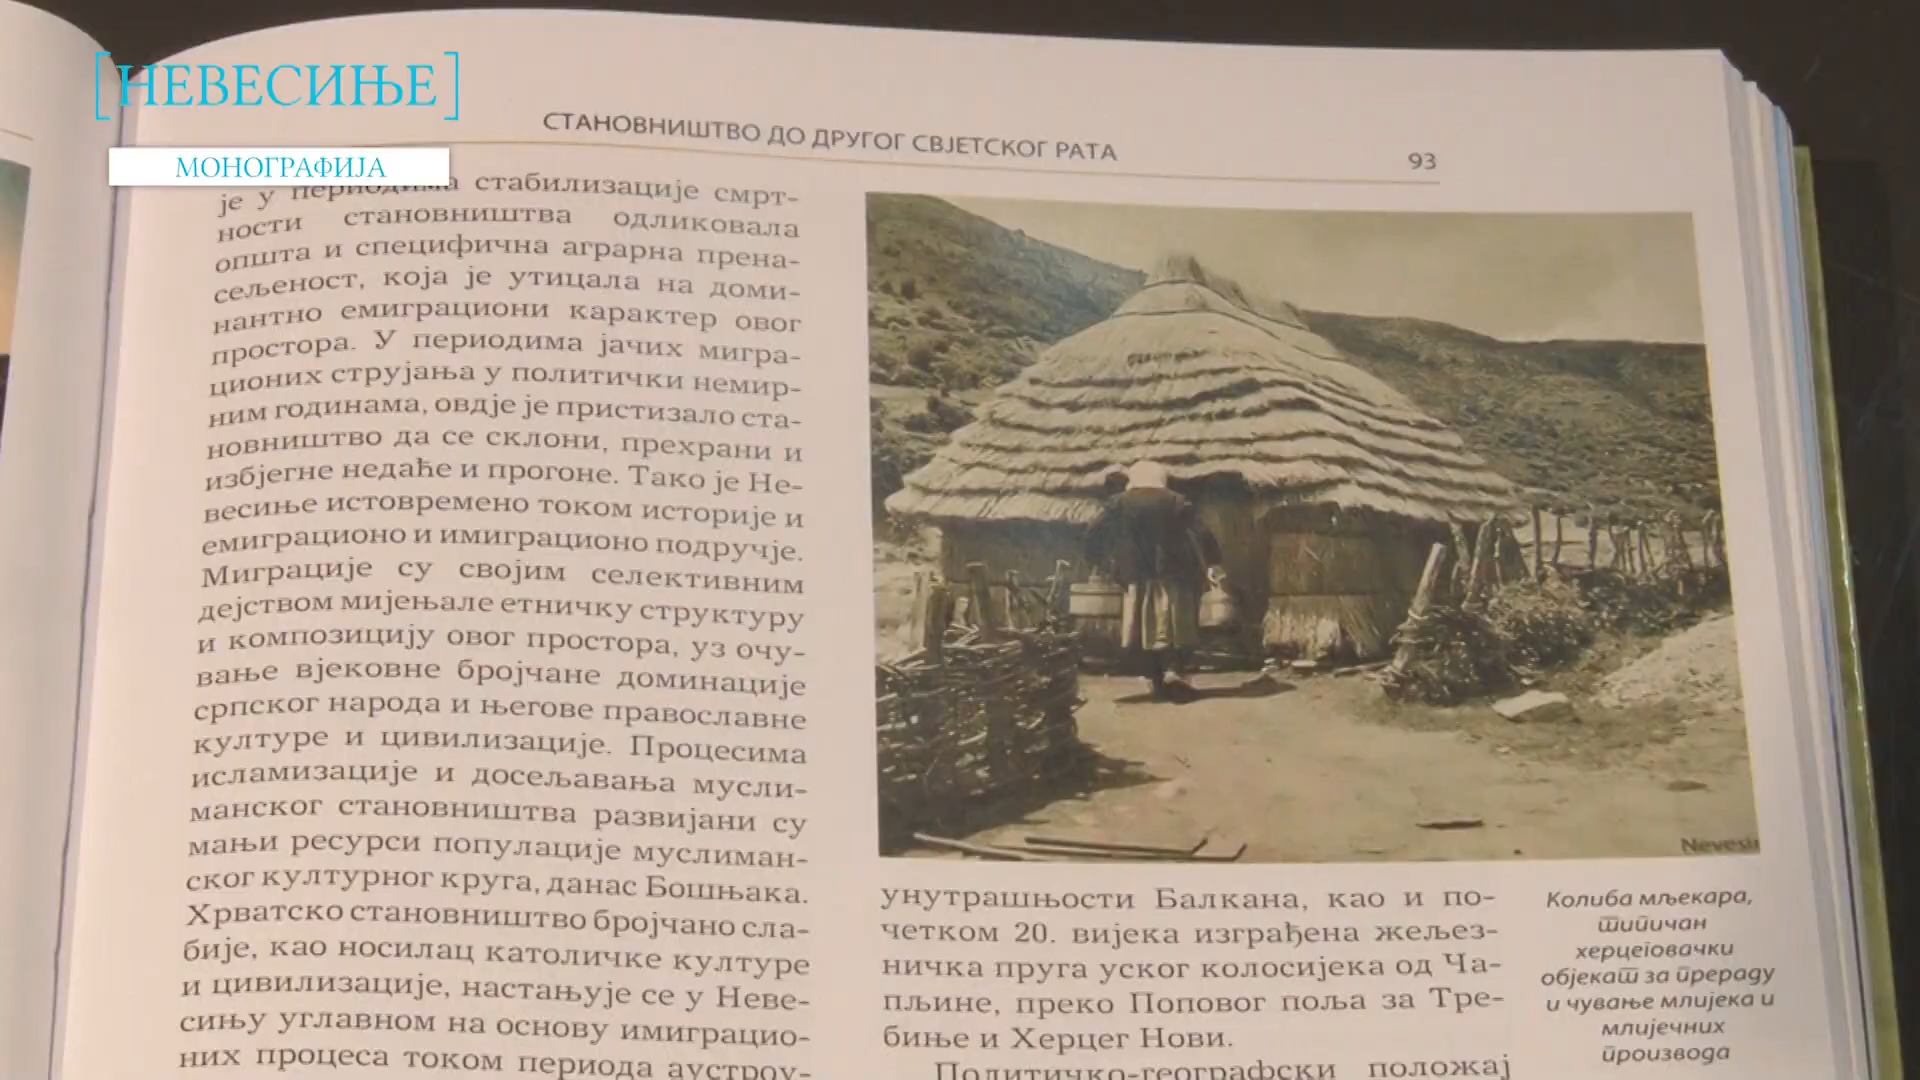 [НЕВЕСИЊЕ]
МОНОГРАФИЈА
СТАНОВНИШТВО ДО ДРУГОГ СВЈЕТСКОГ РАТА
93
је у периодима стабилизације смрт-
ности становништва одликовала
општа и специфична аграрна прена-
сељеност, која је утицала на доми-
нантно емиграциони карактер овог
простора. У периодима јачих мигра-
ционих струјања у политички немир-
ним годинама, овдје је пристизало ста-
новништво да се склони, прехрани и
избјегне недаће и прогоне. Тако је Не-
весиње истовремено током историје и
емиграционо и имиграционо подручје.
Миграције су својим селективним
дејством мијењале етничку структуру
и композицију овог простора, уз очу-
вање вјековне бројчане доминације
српског народа и његове православне
културе и цивилизације. Процесима
исламизације и досељавања мусли-
манског становништва развијани су
мањи ресурси популације муслиман-
ског културног круга, данас Бошњака.
Хрватско становништво бројчано сла-
бије, као носилац католичке културе
и цивилизације, настањује се у Неве-
сињу углавном на основу имиграцио-
них процеса током периода аустроу-
Nevesi
унутрашњости Балкана, као и по-
четком 20. вијека изграђена жељез-
ничка пруга уског колосијека од Ча-
пљине, преко Поповог поља за Тре-
биње и Херцег Нови.
Политичко-географски положај
Колиба мљекара,
типичан
херцеговачки
објекат за прераду
и чување млијека и
млијечних
производа